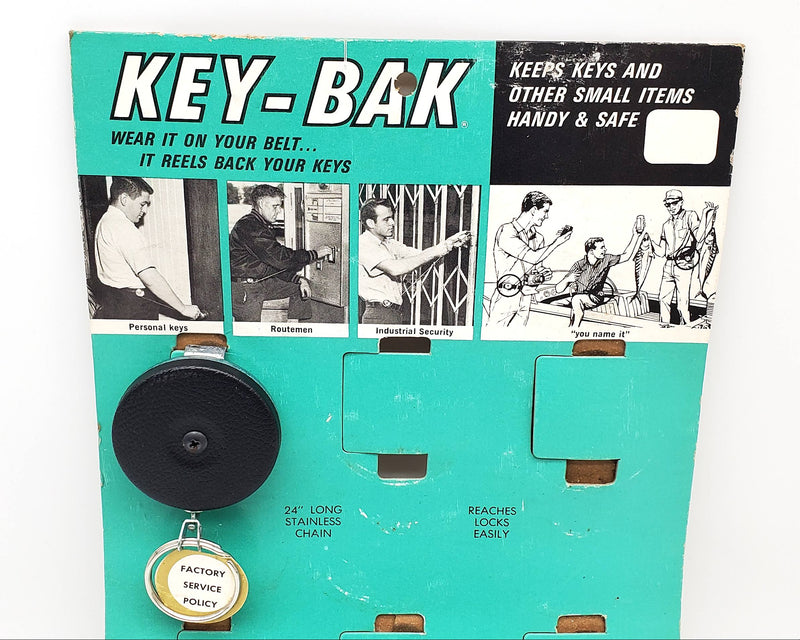 KEY-BAK®
WEAR IT ON YOUR BELT...
IT REELS BACK YOUR KEYS
KEEPS KEYS AND
OTHER SMALL ITEMS
HANDY & SAFE
Personal keys
Routemen
Industrial Security
"you name it"
24" LONG
STAINLESS
CHAIN
REACHES
LOCKS
EASILY
FACTORY
SERVICE
POLICY